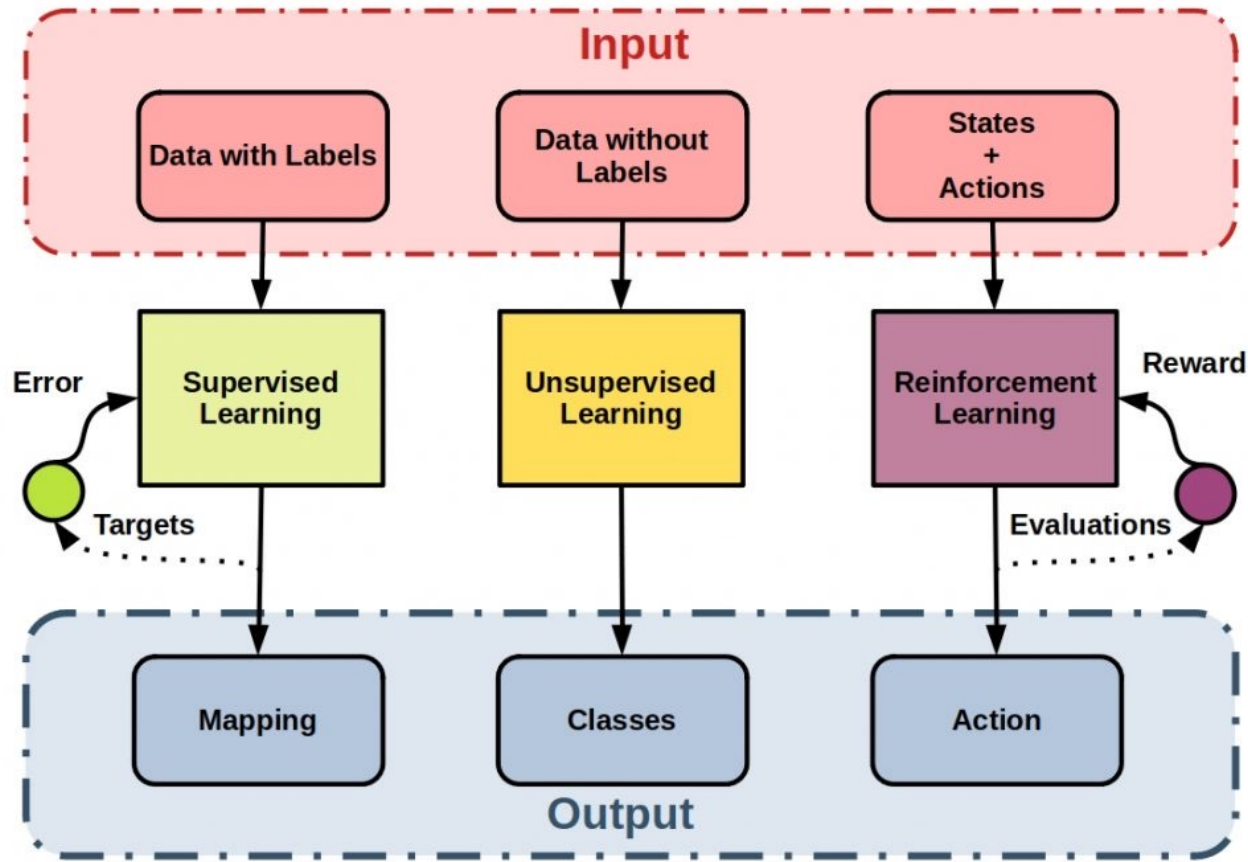 Input
Data with Labels
Data without
Labels
States
+
Actions
Error
Supervised
Learning
Unsupervised
Learning
Reinforcement
Learning
Reward
Targets
Evaluations
Mapping
Classes
Action
Output